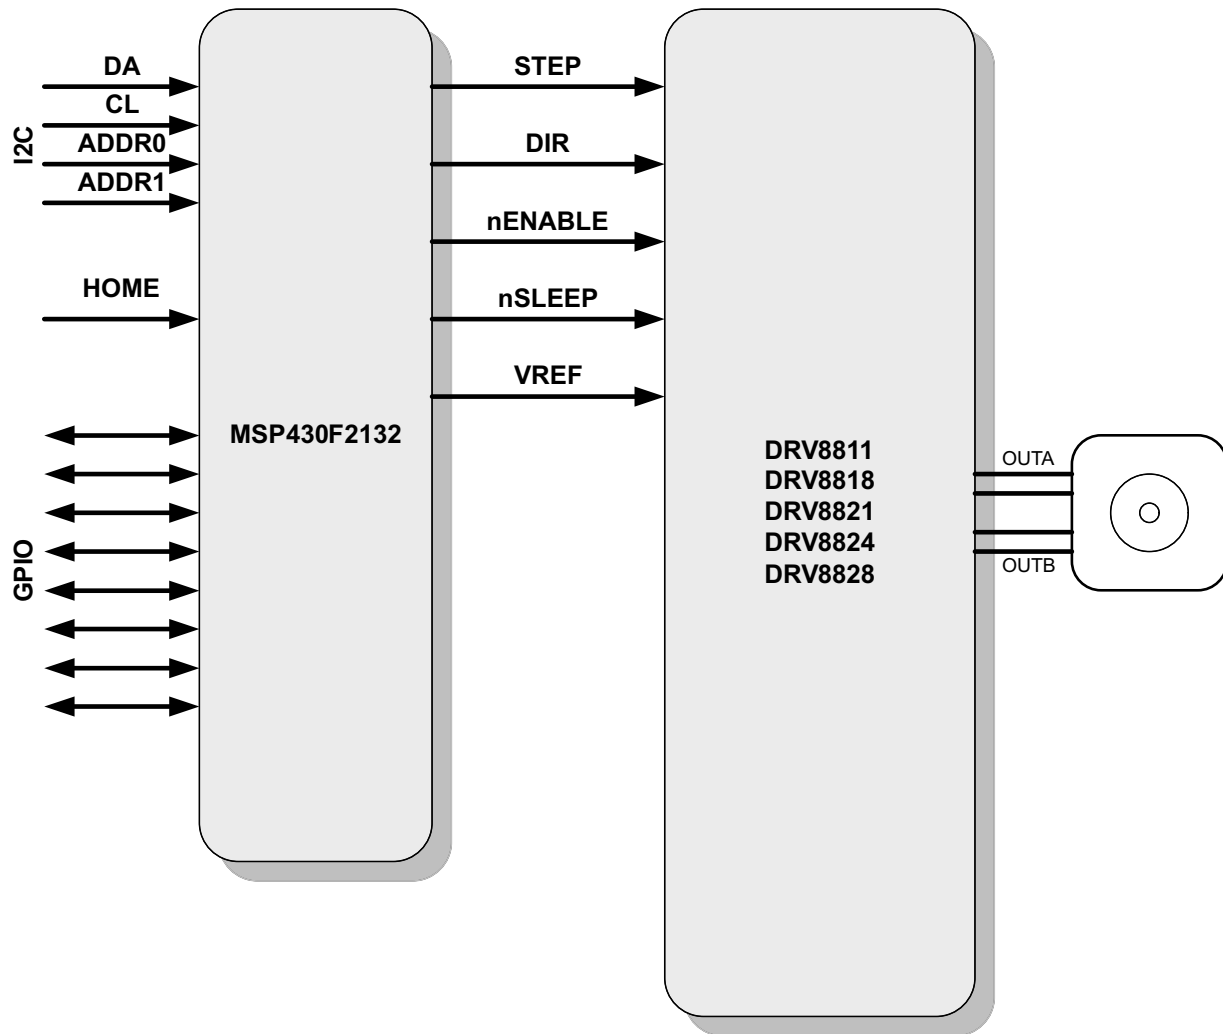 I2C
DA
CL
ADDR0
ADDR1
HOME
GPIO
MSP430F2132
STEP
DIR
nENABLE
nSLEEP
VREF
DRV8811
DRV8818
DRV8821
DRV8824
DRV8828
OUTA
OUTB